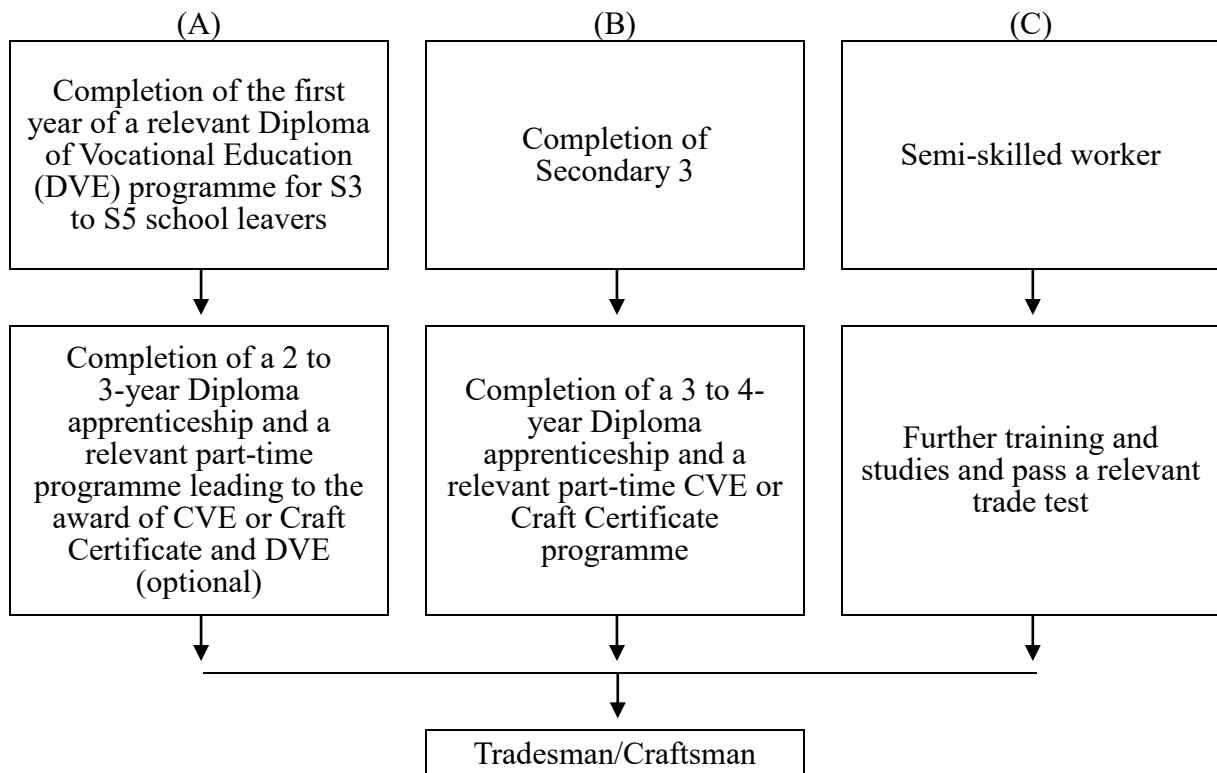 (A)
Completion of the first
year of a relevant Diploma
of Vocational Education
(DVE) programme for S3
to S5 school leavers
(B)
Completion of
Secondary 3
(C)
Semi-skilled worker
Completion of a 2 to
3-year Diploma
apprenticeship and a
relevant part-time
programme leading to the
award of CVE or Craft
Certificate and DVE
(optional)
Completion of a 3 to 4-
year Diploma
apprenticeship and a
relevant part-time CVE or
Craft Certificate
programme
Further training and
studies and pass a relevant
trade test
Tradesman/Craftsman